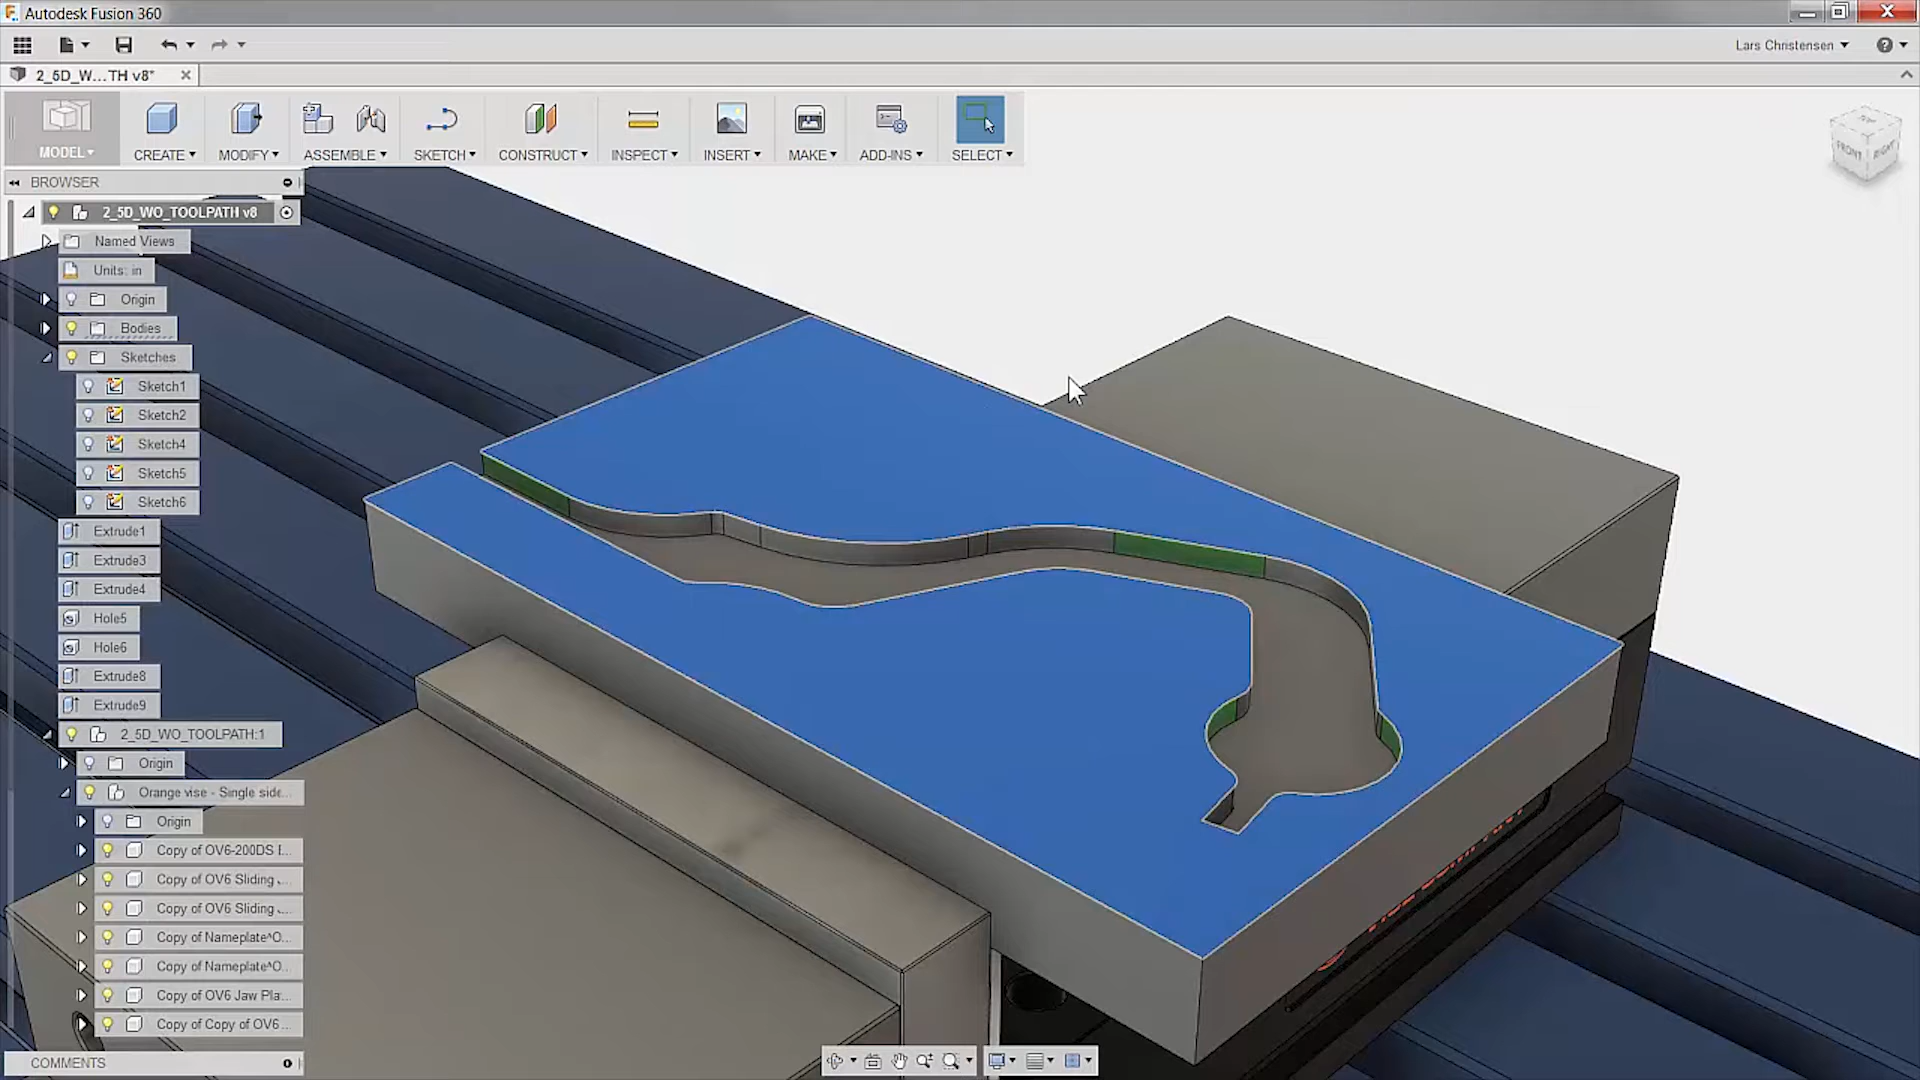 Autodesk Fusion 360
Lars Christensen
2_5D_W...TH v8*
MODEL
CREATE
MODIFY
ASSEMBLE
SKETCH
CONSTRUCT
INSPECT
INSERT
MAKE
ADD-INS
SELECT
FRONT
RIGHT
BROWSER
2_5D_WO_TOOLPATH v8
Named Views
Units: in
Origin
Bodies
Sketches
Sketch1
Sketch2
Sketch4
Sketch5
Sketch6
Extrude1
Extrude3
Extrude4
Hole5
Hole6
Extrude8
Extrude9
2_5D_WO_TOOLPATH:1
Origin
Orange vise - Single side...
Origin
Copy of OV6-200DS I...
Copy of OV6 Sliding ...
Copy of OV6 Sliding ...
Copy of Nameplate^O...
Copy of Nameplate^O...
Copy of OV6 Jaw Pla...
Copy of Copy of OV6 ...
COMMENTS